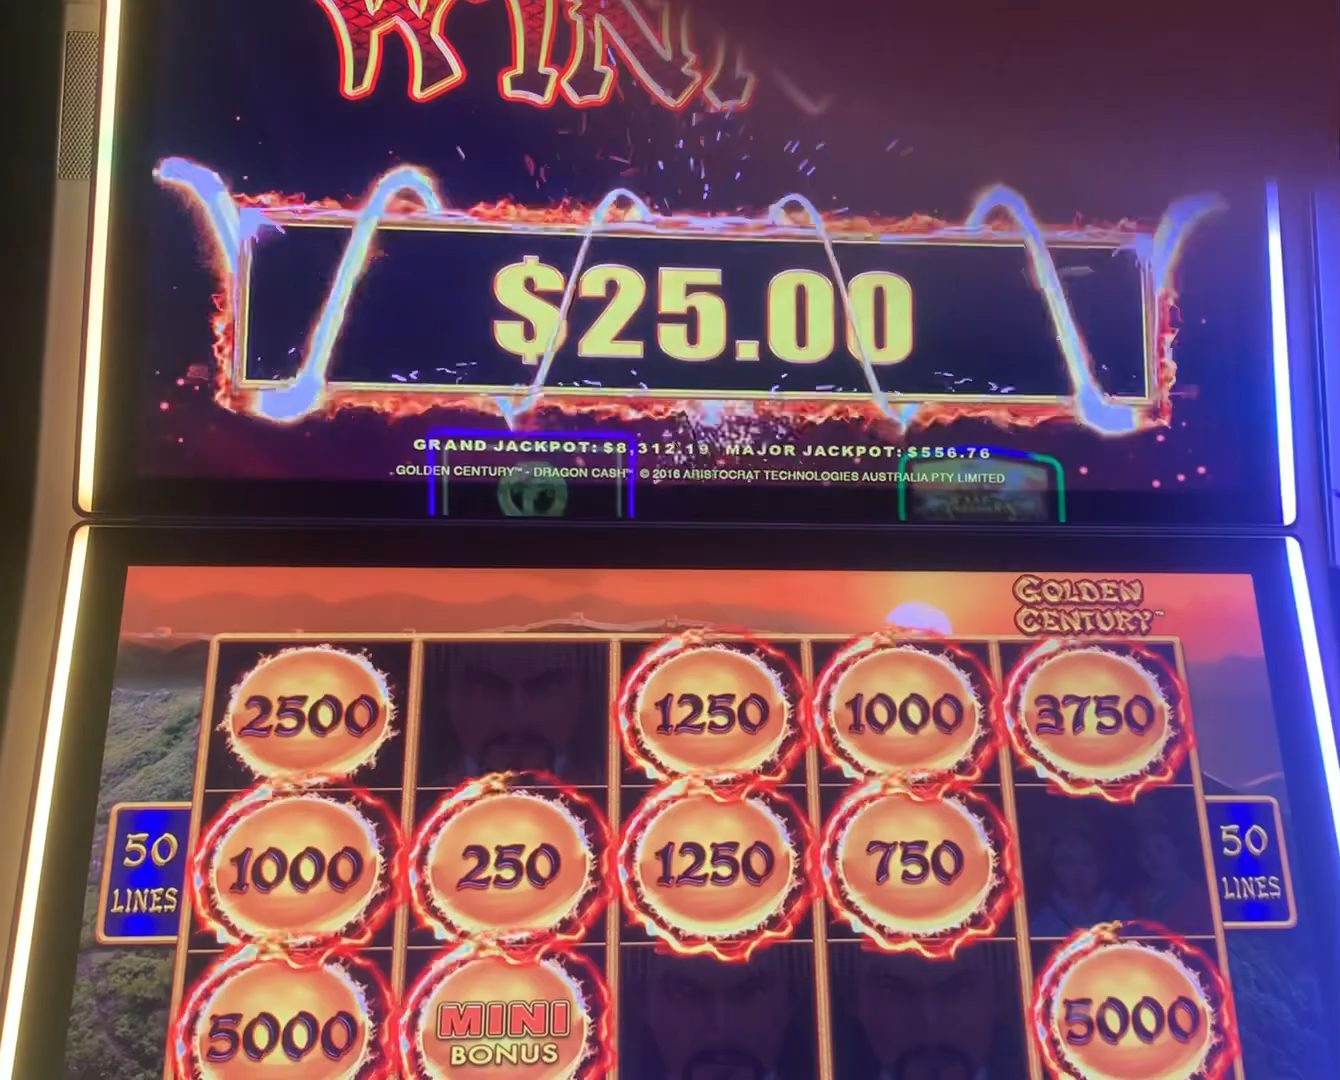 WIN!
$25.00
GRAND JACKPOT: $8,312.19 MAJOR JACKPOT: $556.76
GOLDEN CENTURY™ - DRAGON CASH™ © 2016 ARISTOCRAT TECHNOLOGIES AUSTRALIA PTY LIMITED
GOLDEN
CENTURY™
2500 1250 1000 3750
50 LINES
1000 250 1250 750
50 LINES
5000 MINI BONUS 5000